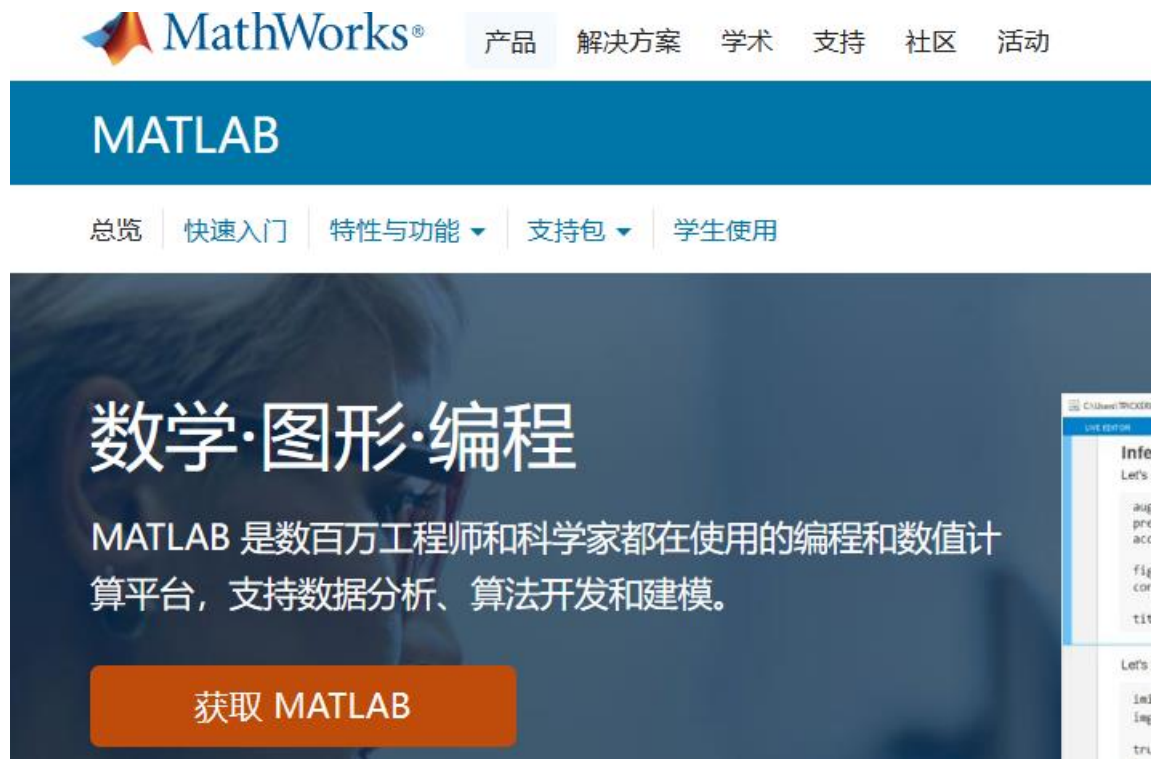 MathWorks®
产品 解决方案 学术 支持 社区 活动
MATLAB
总览 快速入门 特性与功能 支持包 学生使用
数学·图形·编程
MATLAB 是数百万工程师和科学家都在使用的编程和数值计
算平台，支持数据分析、算法开发和建模。
获取 MATLAB
LIVE EDITOR
Let's
Let's